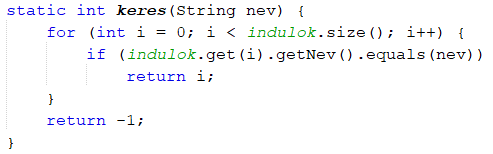 static int keres(String nev) {
    for (int i = 0; i < indulok.size(); i++) {
        if (indulok.get(i).getNev().equals(nev))
            return i;
    }
    return -1;
}